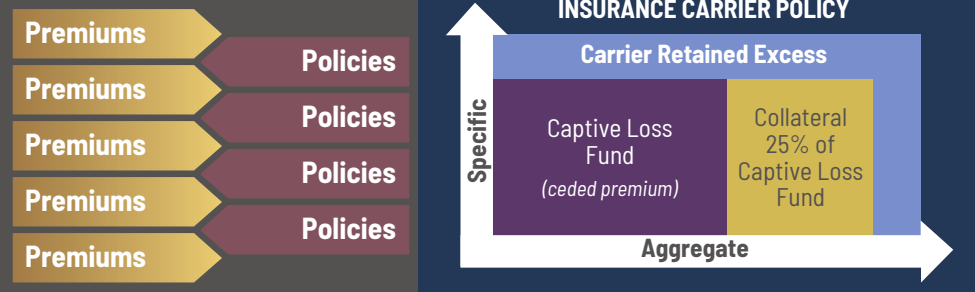 Premiums
Policies
Premiums
Policies
Premiums
Policies
Premiums
Policies
Premiums
INSURANCE CARRIER POLICY
Carrier Retained Excess
Specific
Captive Loss
Fund
(ceded premium)
Collateral
25% of
Captive Loss
Fund
Aggregate